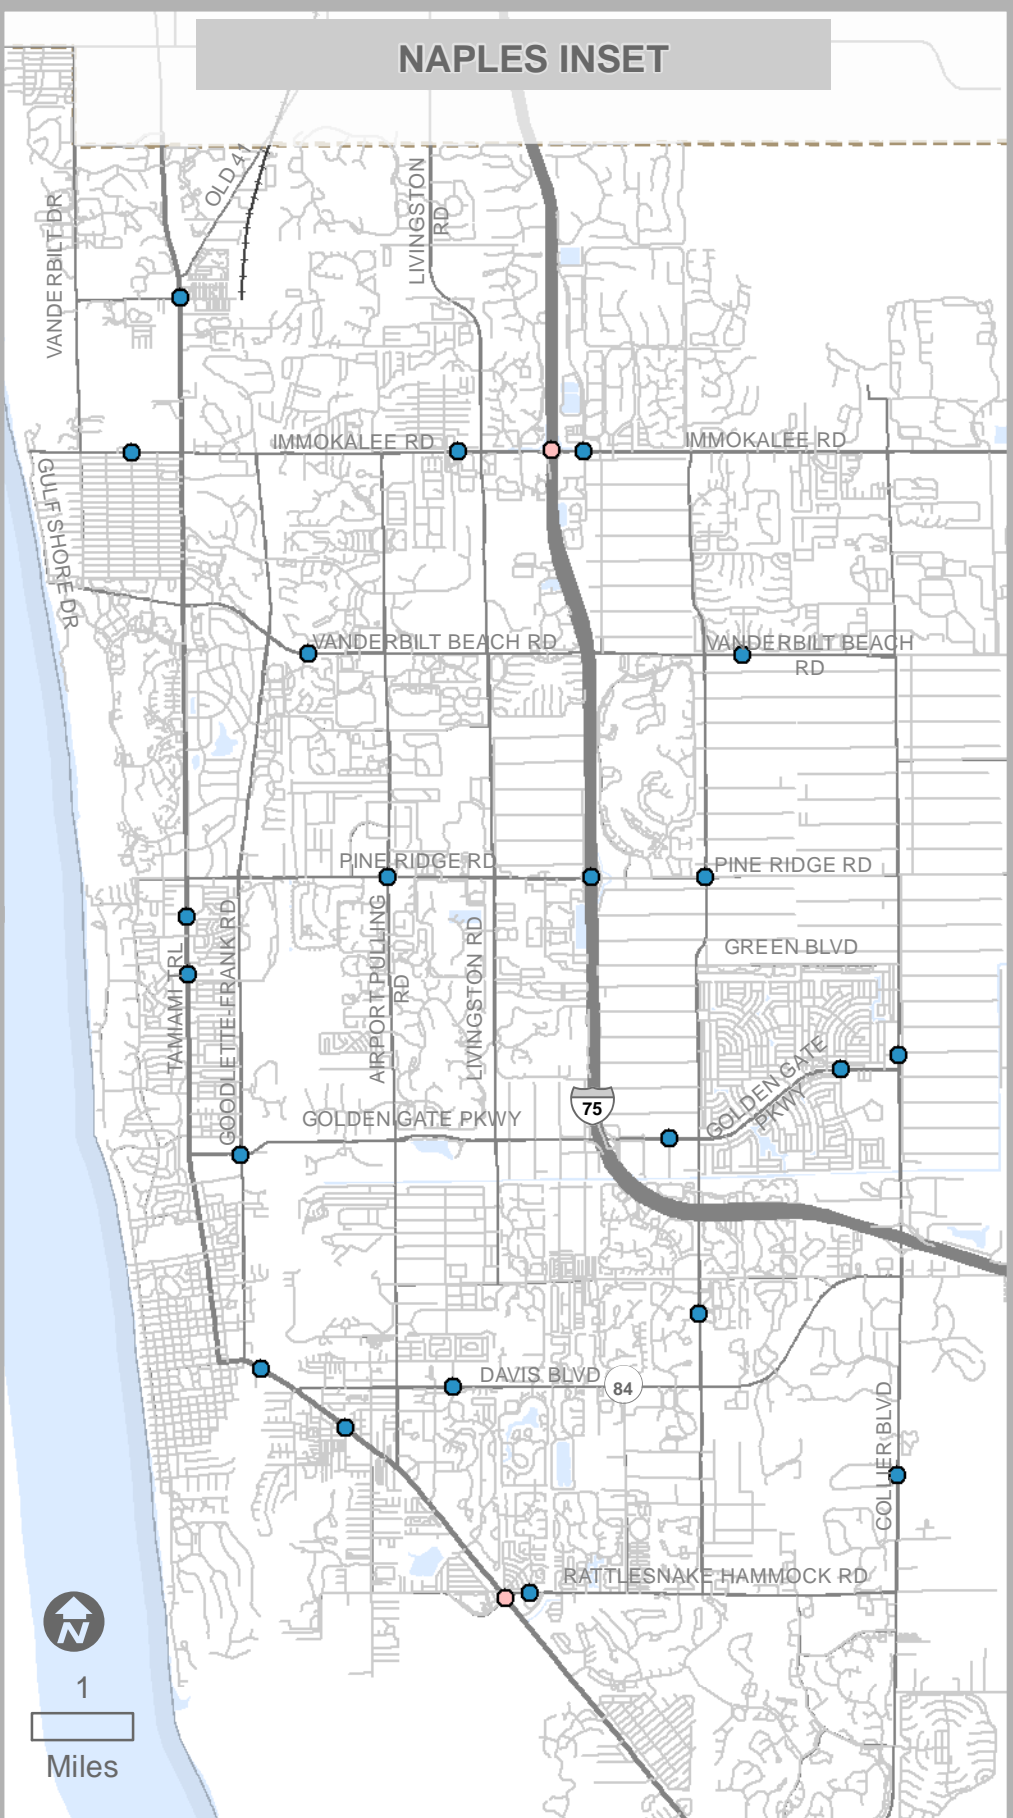 NAPLES INSET
OLD 41
LIVINGSTON
RD
VANDERBILT DR
IMMOKALEE RD
IMMOKALEE RD
GULF SHORE DR
VANDERBILT BEACH RD
VANDERBILT BEACH
RD
PINE RIDGE RD
PINE RIDGE RD
GREEN BLVD
TAMIAMI TRL
GOODLETTE-FRANK RD
AIRPORT PULLING
RD
LIVINGSTON RD
GOLDEN GATE
PKWY
75
GOLDEN GATE PKWY
DAVIS BLVD
84
COLLIER BLVD
RATTLESNAKE HAMMOCK RD
N
1
Miles